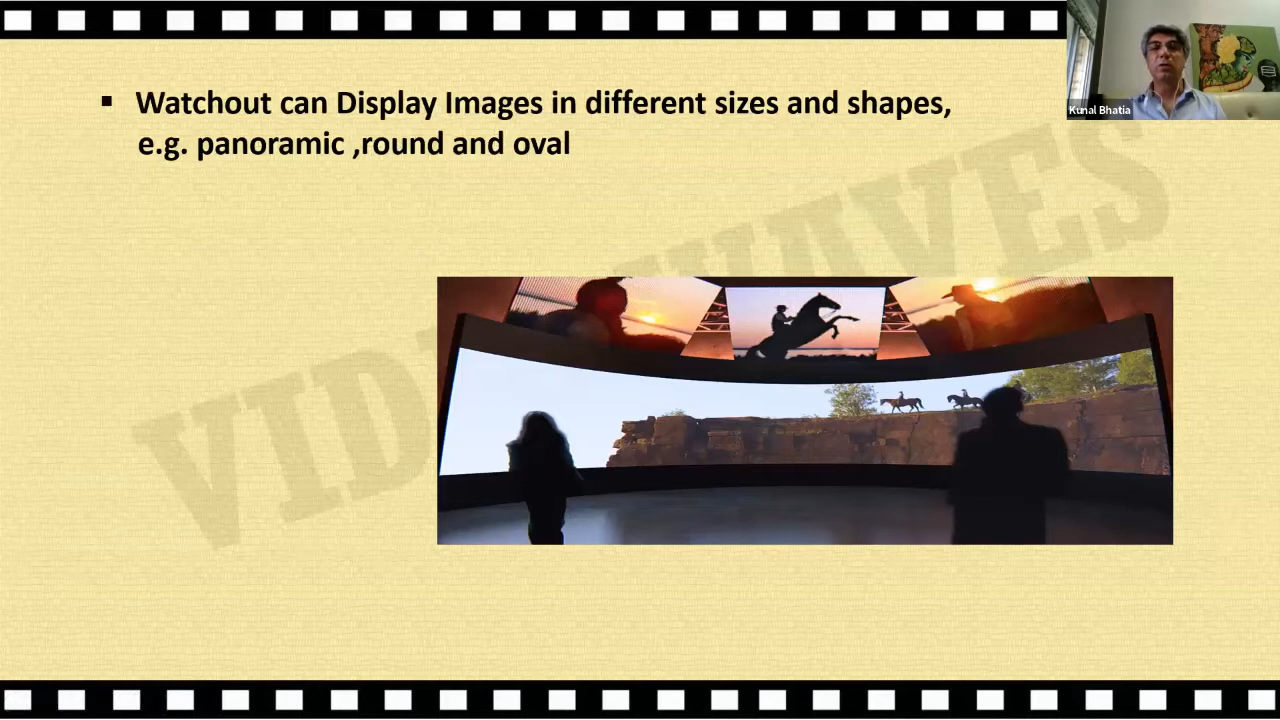 ▪ Watchout can Display Images in different sizes and shapes,
e.g. panoramic ,round and oval
Kunal Bhatia